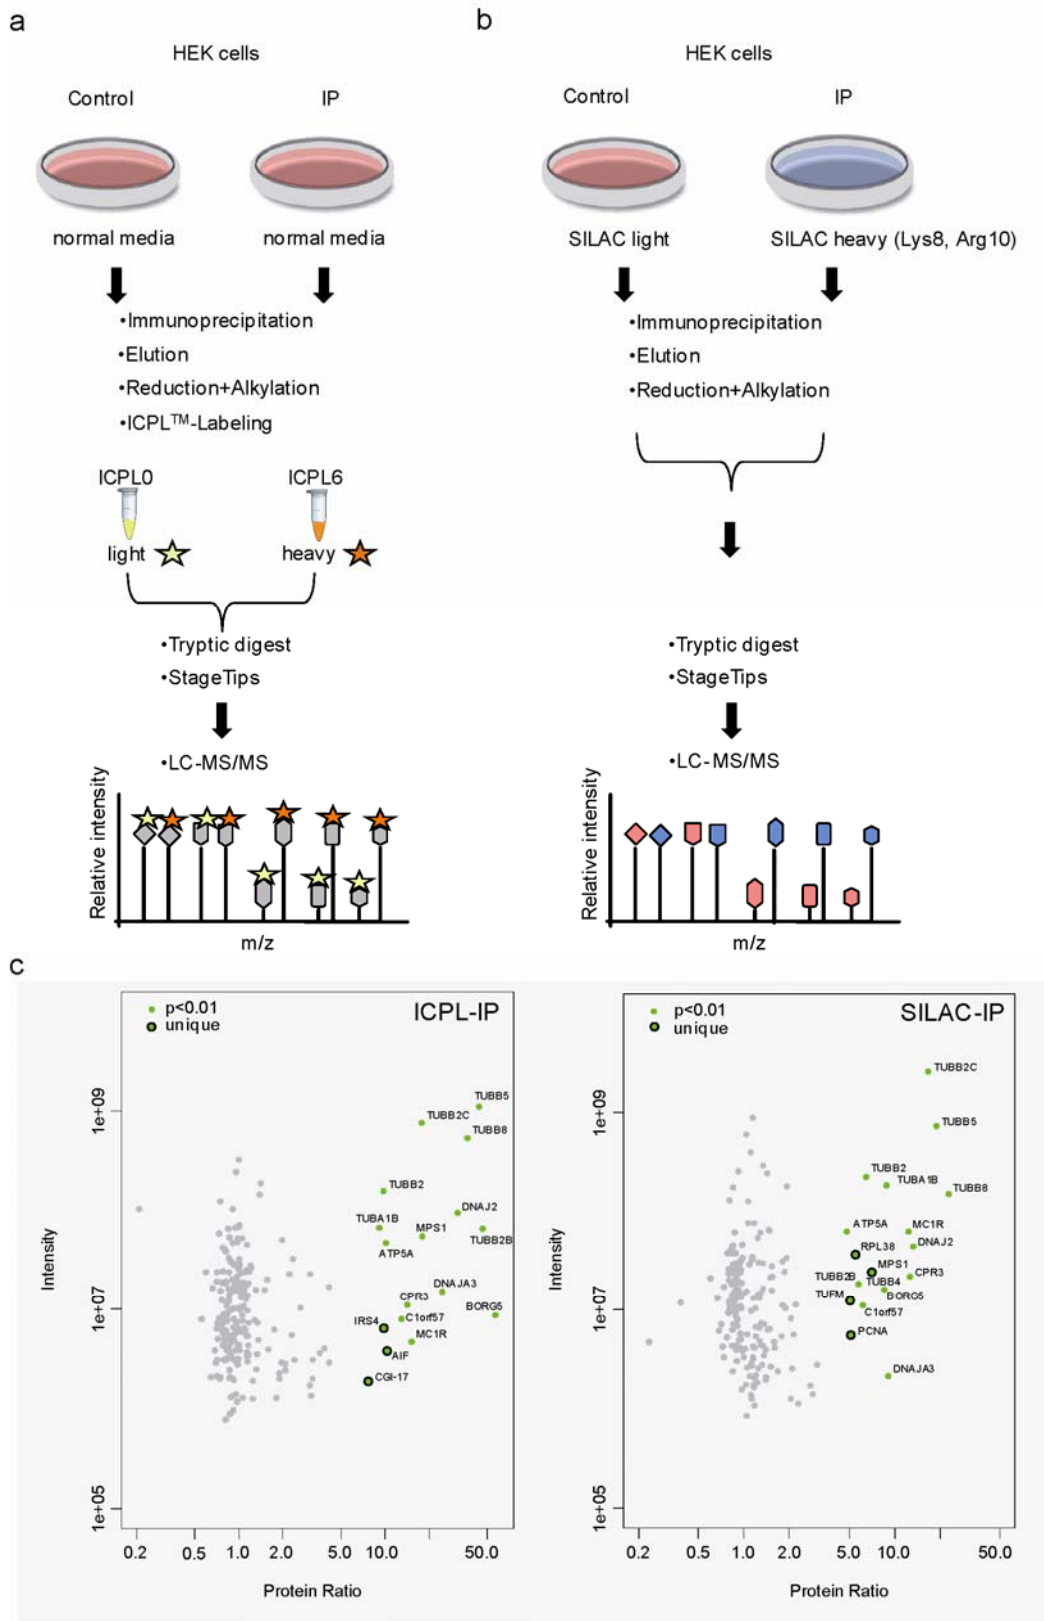 a
HEK cells
Control IP
normal media normal media
•Immunoprecipitation
•Elution
•Reduction+Alkylation
•ICPL™-Labeling
ICPL0 ICPL6
light heavy
•Tryptic digest
•StageTips
•LC-MS/MS
Relative intensity
m/z
b
HEK cells
Control IP
SILAC light SILAC heavy (Lys8, Arg10)
•Immunoprecipitation
•Elution
•Reduction+Alkylation
•Tryptic digest
•StageTips
•LC-MS/MS
Relative intensity
m/z
c
p<0.01
unique
ICPL-IP
TUBB5
TUBB2C
TUBB8
TUBB2
DNAJ2
TUBA1B
MPS1
TUBB2B
ATP5A
DNAJA3
CPR3
BORG5
IRS4
C1orf57
MC1R
AIF
CGI-17
Intensity
1e+09
1e+07
1e+05
0.2 0.5 1.0 2.0 5.0 10.0 50.0
Protein Ratio
p<0.01
unique
SILAC-IP
TUBB2C
TUBB5
TUBB2
TUBA1B
TUBB8
ATP5A
MC1R
DNAJ2
RPL38
MPS1
CPR3
TUBB2B
TUBB4
BORG5
TUFM
C1orf57
PCNA
DNAJA3
Intensity
1e+09
1e+07
1e+05
0.2 0.5 1.0 2.0 5.0 10.0 50.0
Protein Ratio